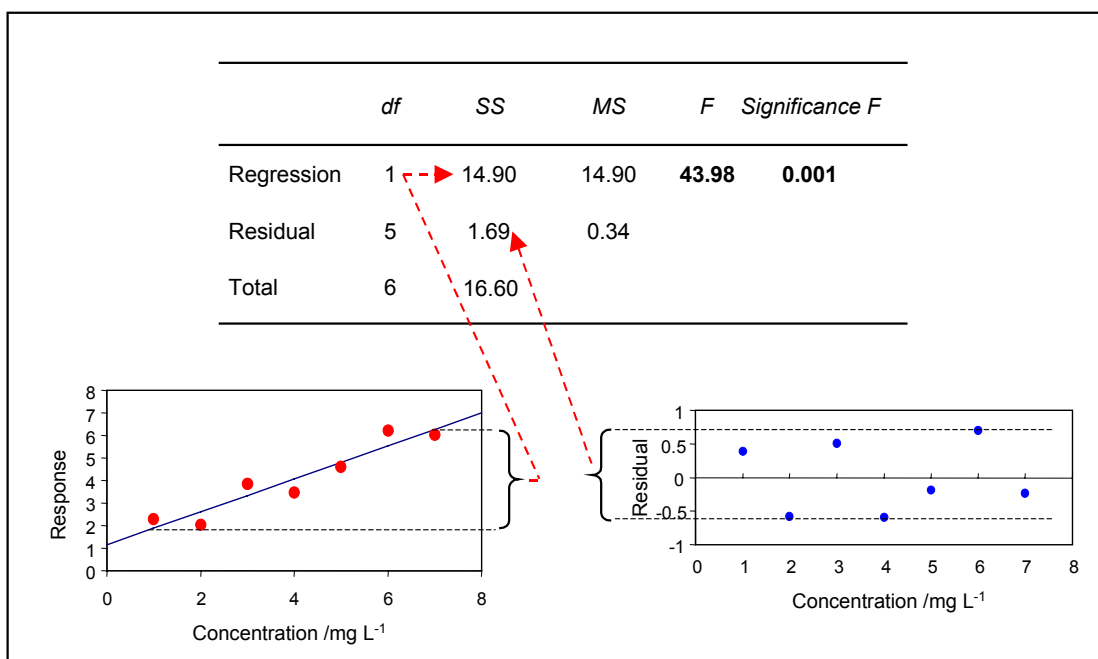 df SS MS F Significance F
Regression 1 14.90 14.90 43.98 0.001
Residual 5 1.69 0.34
Total 6 16.60
8
7
6
5
4
3
2
1
0
Response
0 2 4 6 8
Concentration /mg L-1
1
0.5
0
-0.5
-1
Residual
0 1 2 3 4 5 6 7 8
Concentration /mg L-1